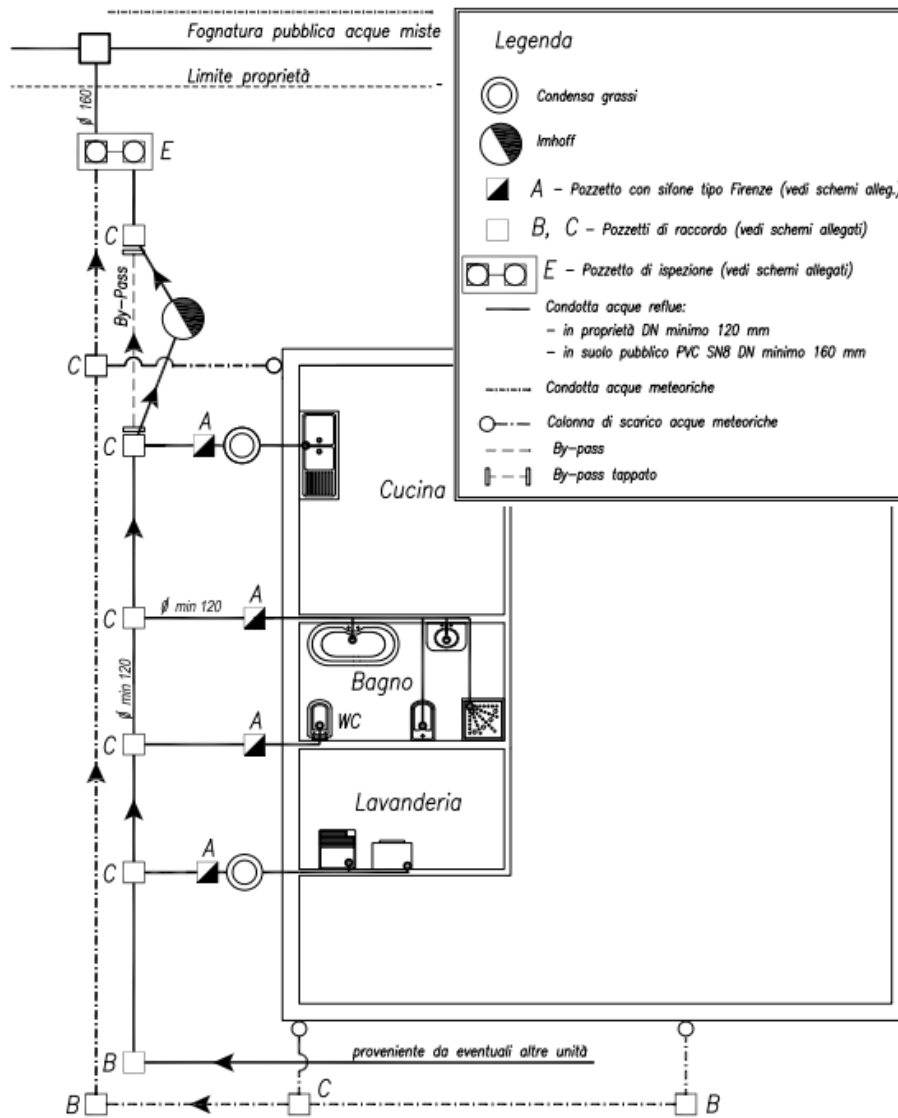 Fognatura pubblica acque miste
Limite proprietà
ø 160
E
C
By-Pass
C
A
C
Cucina
C
ø min 120
A
ø min 120
Bagno
WC
A
C
Lavanderia
A
C
proveniente da eventuali altre unità
B
C
B
B
Legenda
Condensa grassi
Imhoff
A - Pozzetto con sifone tipo Firenze (vedi schemi alleg.)
B, C - Pozzetti di raccordo (vedi schemi allegati)
E - Pozzetto di ispezione (vedi schemi allegati)
Condotta acque reflue:
- in proprietà DN minimo 120 mm
- in suolo pubblico PVC SN8 DN minimo 160 mm
Condotta acque meteoriche
Colonna di scarico acque meteoriche
By-pass
By-pass tappato